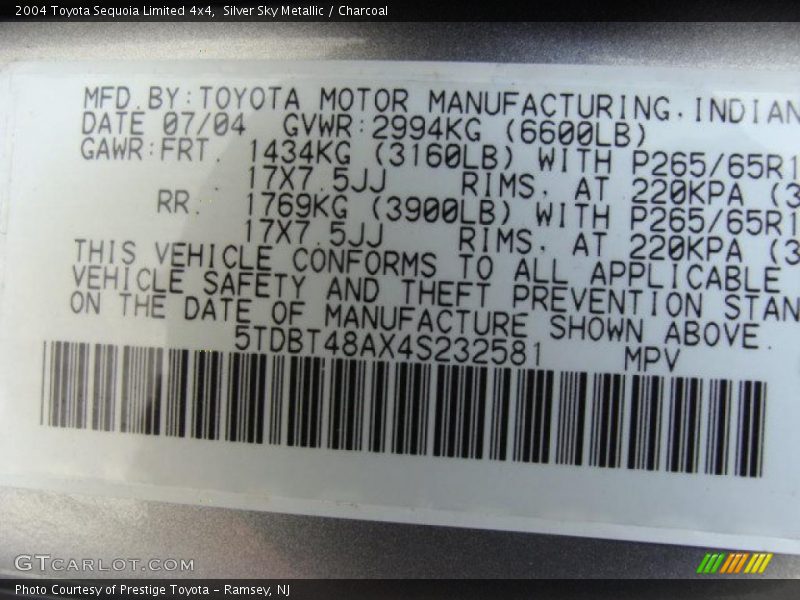 2004 Toyota Sequoia Limited 4x4, Silver Sky Metallic / Charcoal
MFD. BY: TOYOTA MOTOR MANUFACTURING, INDIAN
DATE 07/04 GVWR: 2994KG (6600LB)
GAWR: FRT. 1434KG (3160LB) WITH P265/65R1
17X7.5JJ RIMS, AT 220KPA (3
RR. 1769KG (3900LB) WITH P265/65R1
17X7.5JJ RIMS, AT 220KPA (3
THIS VEHICLE CONFORMS TO ALL APPLICABLE
VEHICLE SAFETY AND THEFT PREVENTION STAN
ON THE DATE OF MANUFACTURE SHOWN ABOVE.
5TDBT48AX4S232581 MPV
GTCARLOT.COM
Photo Courtesy of Prestige Toyota - Ramsey, NJ